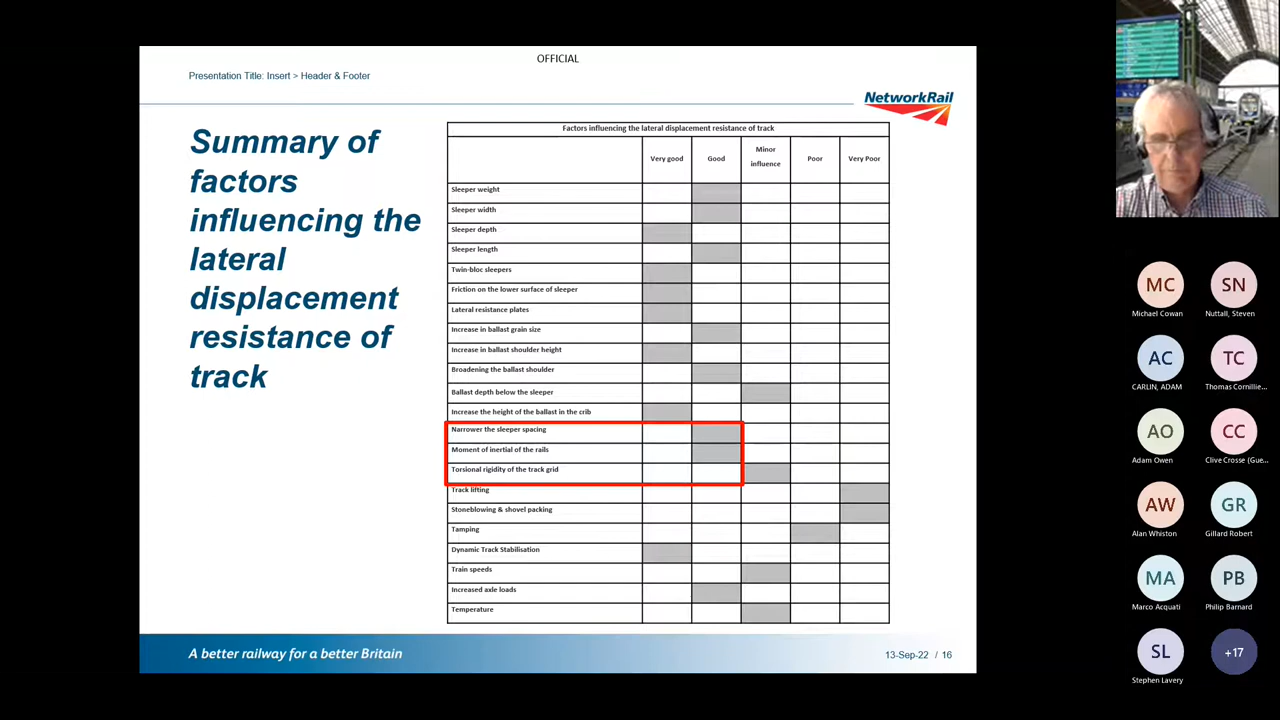 OFFICIAL
Presentation Title: Insert > Header & Footer
NetworkRail
Summary of
factors
influencing the
lateral
displacement
resistance of
track
Factors influencing the lateral displacement resistance of track
Very good
Good
Minor
influence
Poor
Very Poor
Sleeper weight
Sleeper width
Sleeper depth
Sleeper length
Twin-bloc sleepers
Friction on the lower surface of sleeper
Lateral resistance plates
Increase in ballast grain size
Increase in ballast shoulder height
Broadening the ballast shoulder
Ballast depth below the sleeper
Increase the height of the ballast in the crib
Narrower the sleeper spacing
Moment of inertial of the rails
Torsional rigidity of the track grid
Track lifting
Stoneblowing & shovel packing
Tamping
Dynamic Track Stabilisation
Train speeds
Increased axle loads
Temperature
A better railway for a better Britain
13-Sep-22 / 16
MC
Michael Cowan
SN
Nuttall, Steven
AC
CARLIN, ADAM
TC
Thomas Cornillie...
AO
Adam Owen
CC
Clive Crosse (Gue...
AW
Alan Whiston
GR
Gillard Robert
MA
Marco Acquati
PB
Philip Barnard
SL
Stephen Lavery
+17